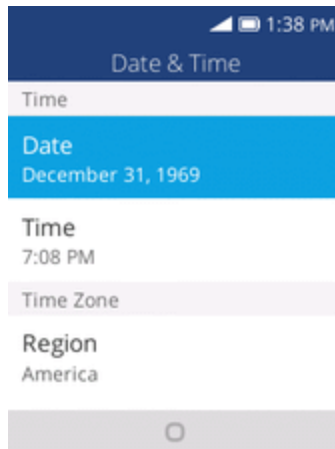 1:38 PM
Date & Time
Time
Date
December 31, 1969
Time
7:08 PM
Time Zone
Region
America